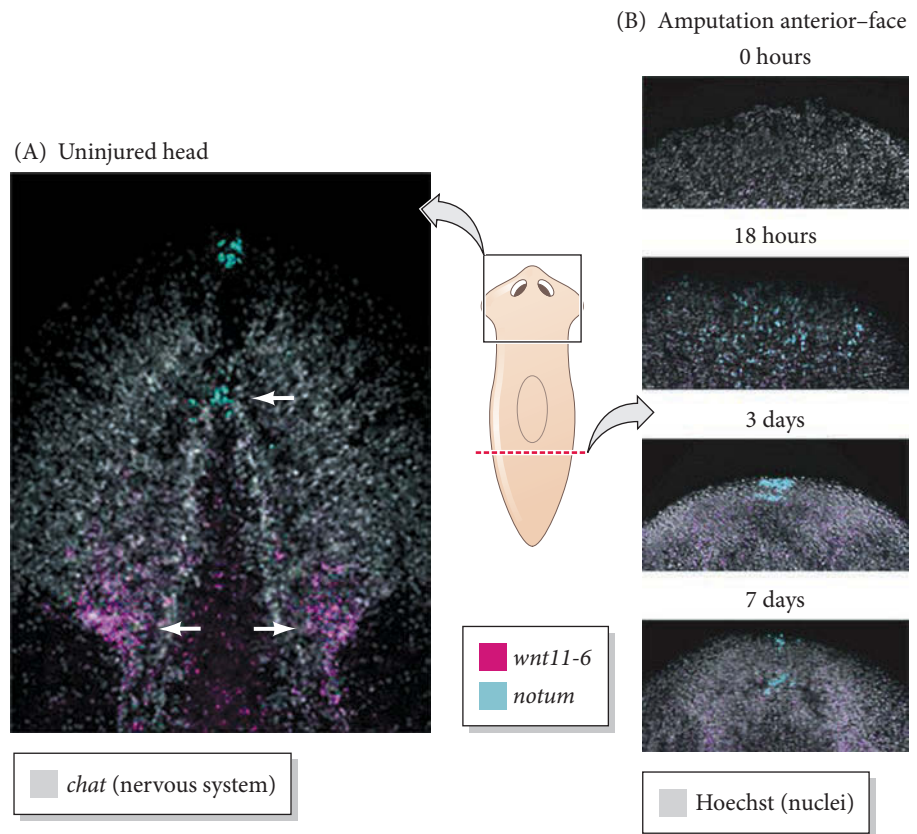 (B) Amputation anterior–face
0 hours
(A) Uninjured head
18 hours
3 days
7 days
wnt11-6
notum
chat (nervous system)
Hoechst (nuclei)